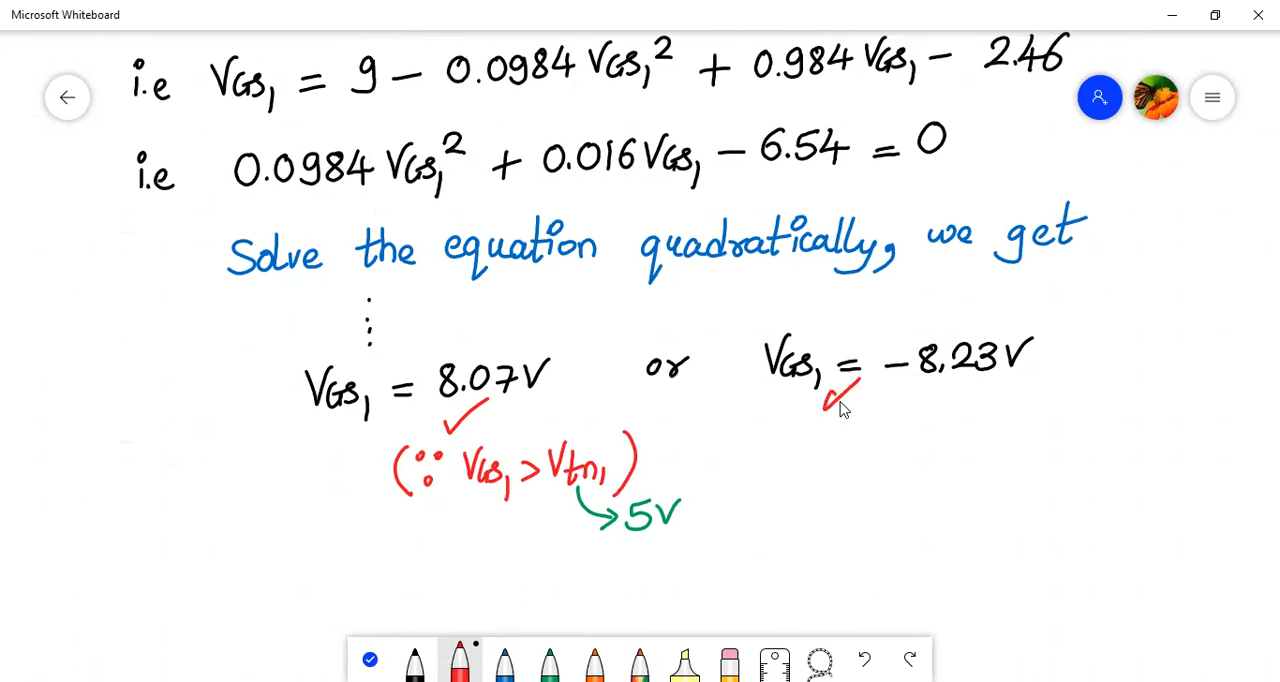 Microsoft Whiteboard
i.e VGS₁ = 9 - 0.0984 VGS₁² + 0.984 VGS₁ - 2.46
i.e 0.0984 VGS₁² + 0.016 VGS₁ - 6.54 = 0
Solve the equation quadratically, we get
⋮
VGS₁ = 8.07V or VGS₁ = -8.23V
(∵ VGS₁ > Vtn₁)
5V